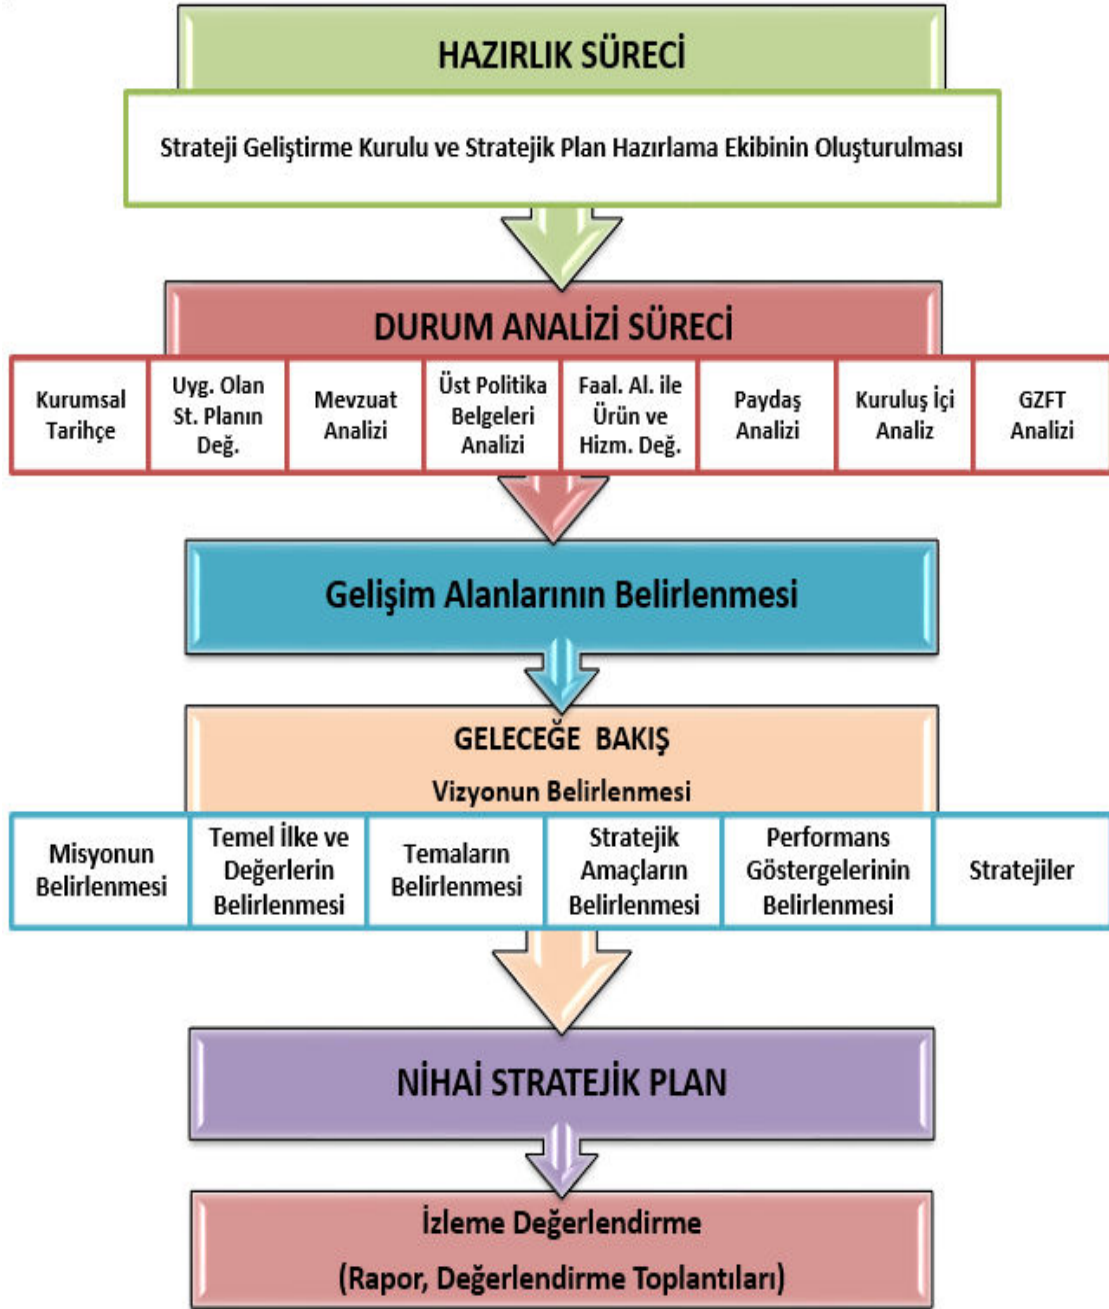 HAZIRLIK SÜRECİ
Strateji Geliştirme Kurulu ve Stratejik Plan Hazırlama Ekibinin Oluşturulması
DURUM ANALİZİ SÜRECİ
Kurumsal
Tarihçe
Uyg. Olan
St. Planın
Değ.
Mevzuat
Analizi
Üst Politika
Belgeleri
Analizi
Faal. Al. ile
Ürün ve
Hizm. Değ.
Paydaş
Analizi
Kuruluş İçi
Analiz
GZFT
Analizi
Gelişim Alanlarının Belirlenmesi
GELECEĞE BAKIŞ
Vizyonun Belirlenmesi
Misyonun
Belirlenmesi
Temel İlke ve
Değerlerin
Belirlenmesi
Temaların
Belirlenmesi
Stratejik
Amaçların
Belirlenmesi
Performans
Göstergelerinin
Belirlenmesi
Stratejiler
NİHAİ STRATEJİK PLAN
İzleme Değerlendirme
(Rapor, Değerlendirme Toplantıları)